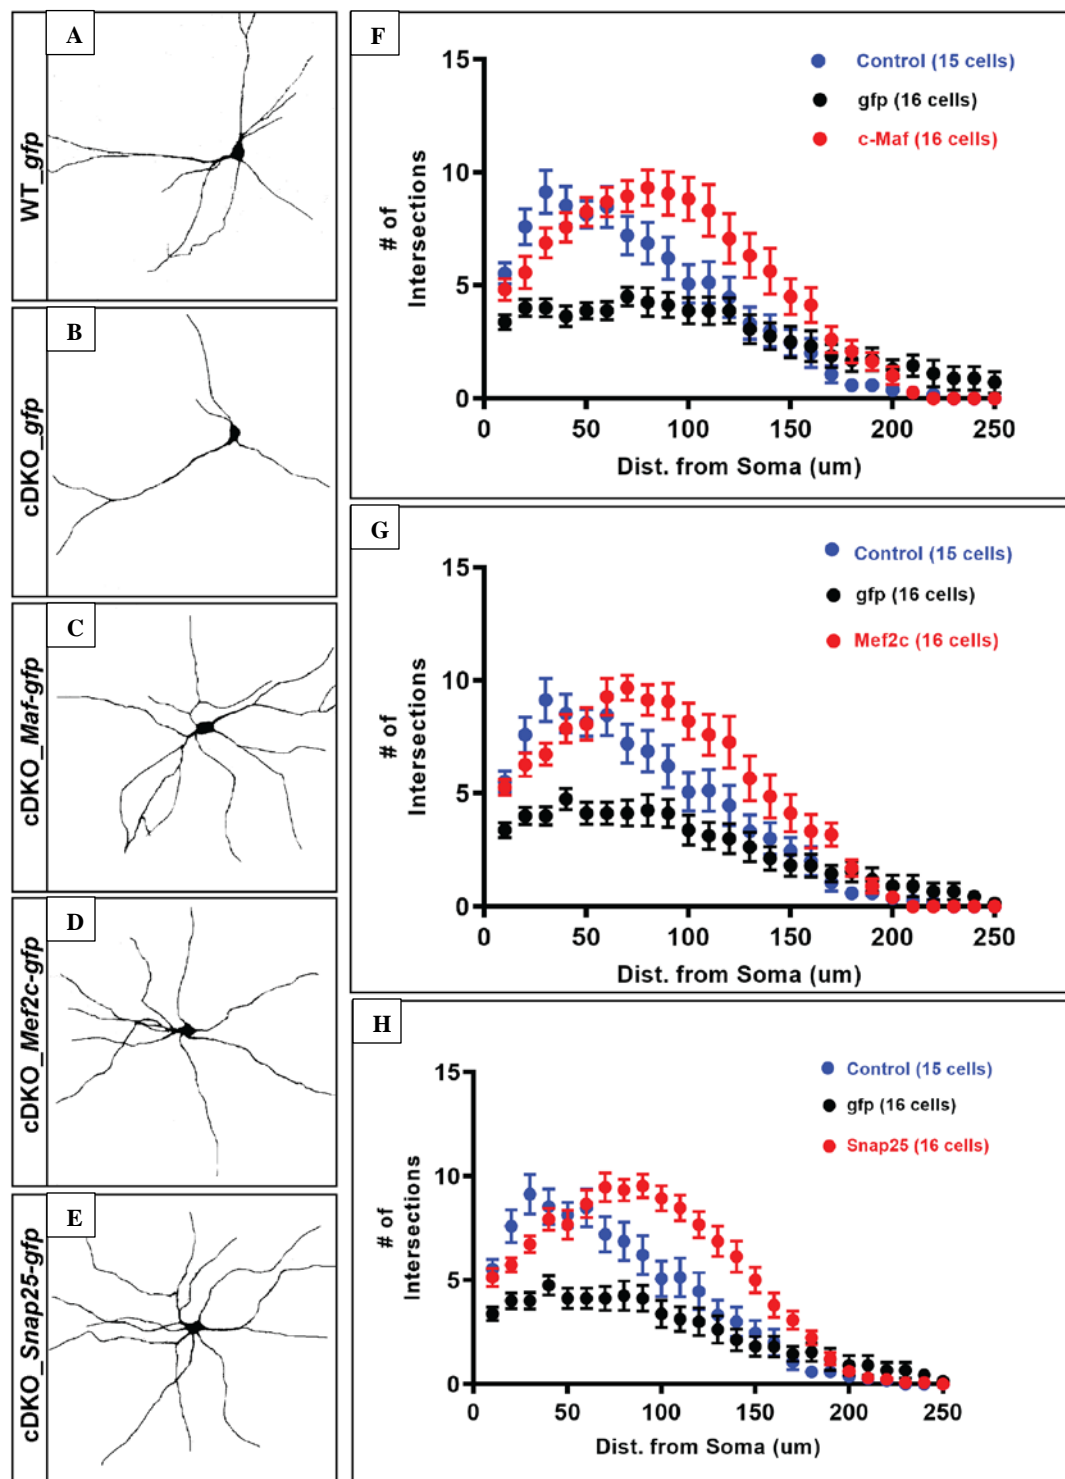 A
WT_gfp
B
cDKO_gfp
C
cDKO_Maf-gfp
D
cDKO_Mef2c-gfp
E
cDKO_Snap25-gfp
F
Control (15 cells)
gfp (16 cells)
c-Maf (16 cells)
# of
Intersections
15
10
5
0
0 50 100 150 200 250
Dist. from Soma (um)
G
Control (15 cells)
gfp (16 cells)
Mef2c (16 cells)
# of
Intersections
15
10
5
0
0 50 100 150 200 250
Dist. from Soma (um)
H
Control (15 cells)
gfp (16 cells)
Snap25 (16 cells)
# of
Intersections
15
10
5
0
0 50 100 150 200 250
Dist. from Soma (um)